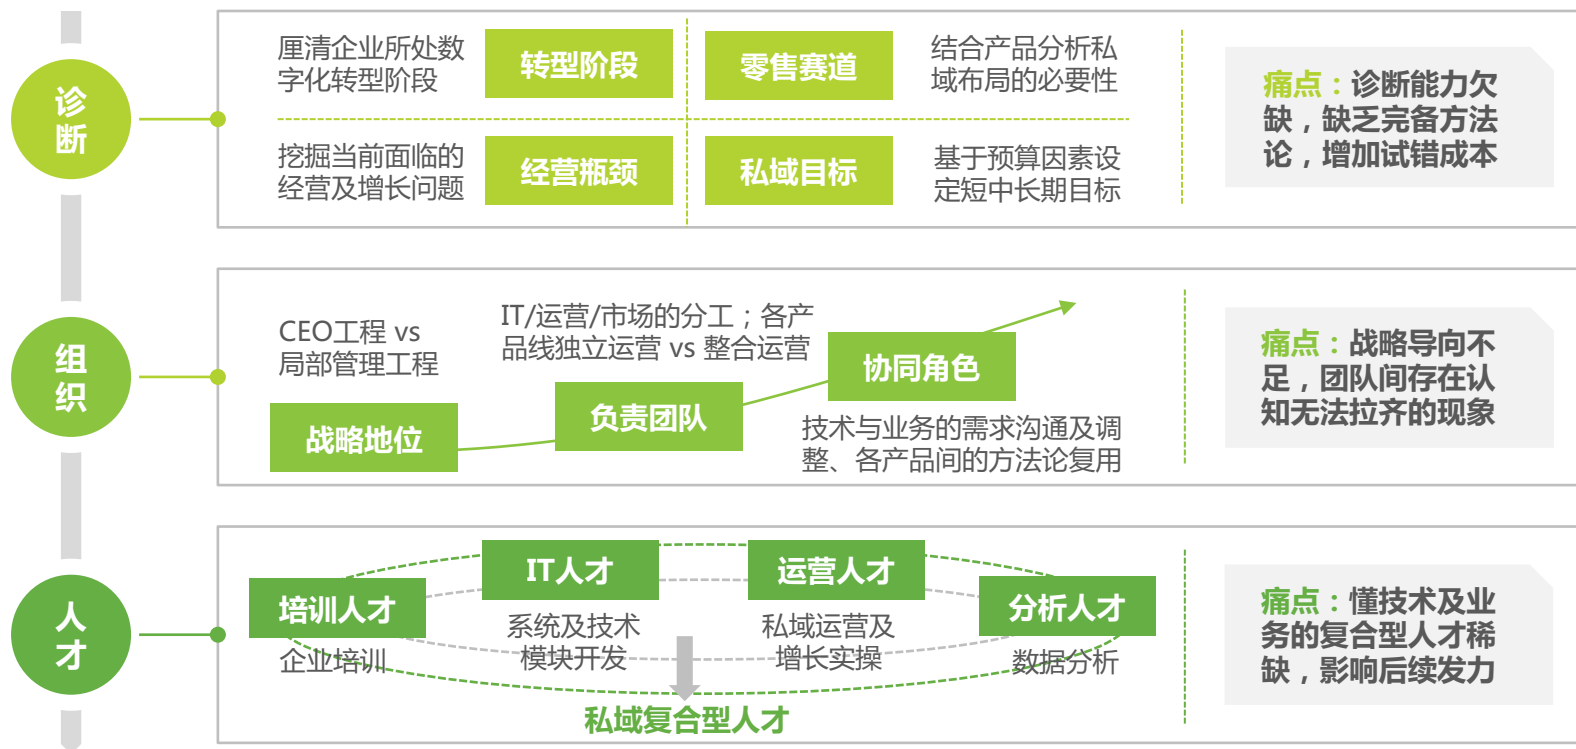 诊
断
厘清企业所处数
字化转型阶段
转型阶段
零售赛道
结合产品分析私
域布局的必要性
挖掘当前面临的
经营及增长问题
经营瓶颈
私域目标
基于预算因素设
定短中长期目标
痛点：诊断能力欠
缺，缺乏完备方法
论，增加试错成本
组
织
CEO工程 vs
局部管理工程
战略地位
IT/运营/市场的分工；各产
品线独立运营 vs 整合运营
负责团队
协同角色
技术与业务的需求沟通及调
整、各产品间的方法论复用
痛点：战略导向不
足，团队间存在认
知无法拉齐的现象
人
才
培训人才
企业培训
IT人才
系统及技术
模块开发
运营人才
私域运营及
增长实操
分析人才
数据分析
私域复合型人才
痛点：懂技术及业
务的复合型人才稀
缺，影响后续发力